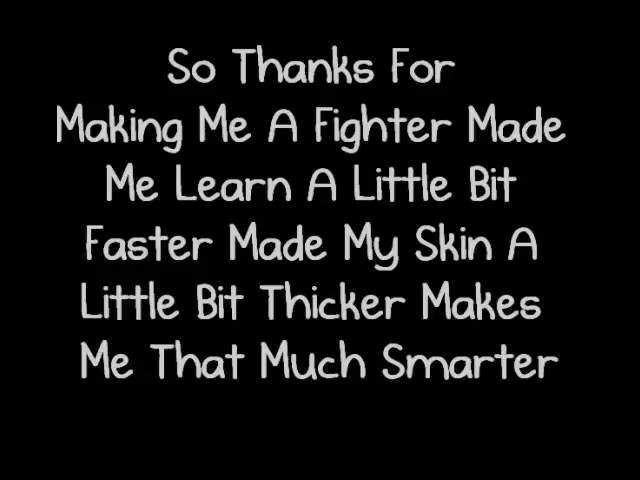 So Thanks For
Making Me A Fighter Made
Me Learn A Little Bit
Faster Made My Skin A
Little Bit Thicker Makes
Me That Much Smarter